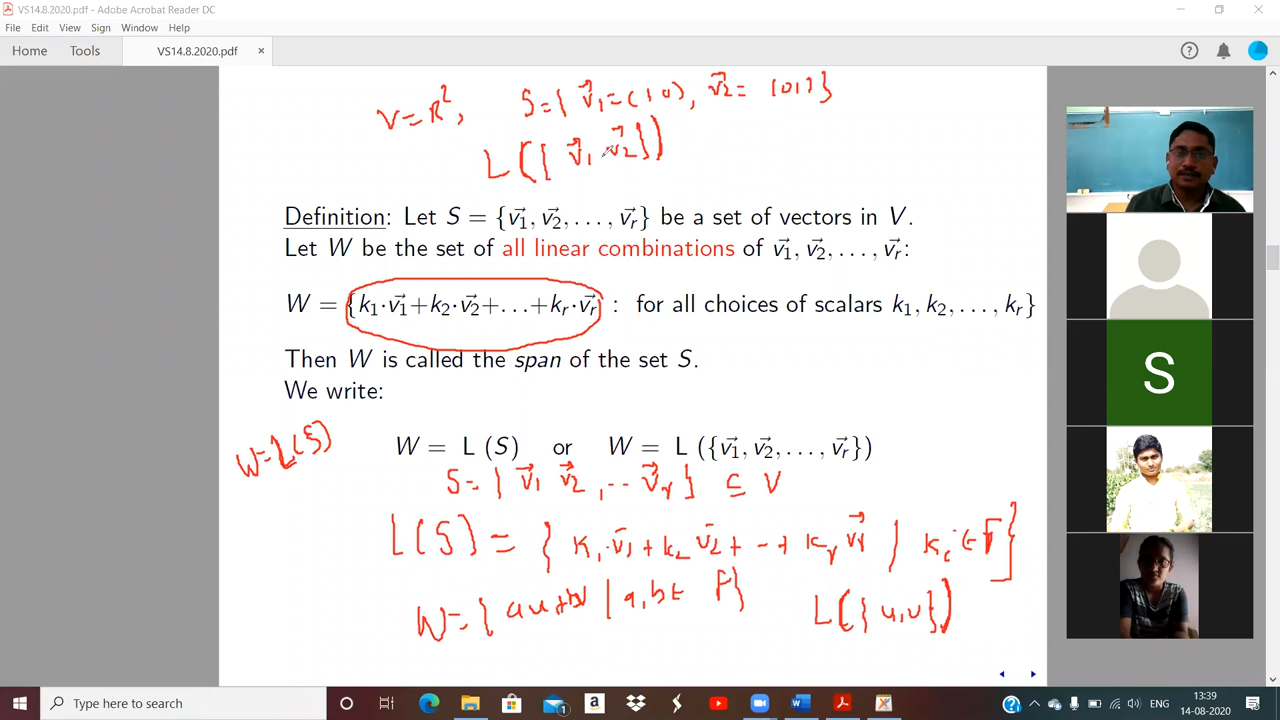 VS14.8.2020.pdf - Adobe Acrobat Reader DC
File Edit View Sign Window Help
Home Tools VS14.8.2020.pdf ×
V=R², S={ v⃗1=(10), v⃗2= (01)}
L({ v⃗1 v⃗2})
Definition: Let S = {v⃗1, v⃗2, . . . , v⃗r} be a set of vectors in V.
Let W be the set of all linear combinations of v⃗1, v⃗2, . . . , v⃗r:
W = {k1·v⃗1+k2·v⃗2+. . .+kr·v⃗r : for all choices of scalars k1, k2, . . . , kr}
Then W is called the span of the set S.
We write:
W=L(S)
W = L (S) or W = L ({v⃗1, v⃗2, . . . , v⃗r})
S= { v⃗1 v⃗2 , -- v⃗r } ⊆ V
L(S) = { K1·v̄1+k2 v̄2+ -- + Kr v⃗r / Ki ∈ F}
W={ au+bv | a,b∈ F} L({ u,v})
S
Type here to search
1
ENG
13:39
14-08-2020